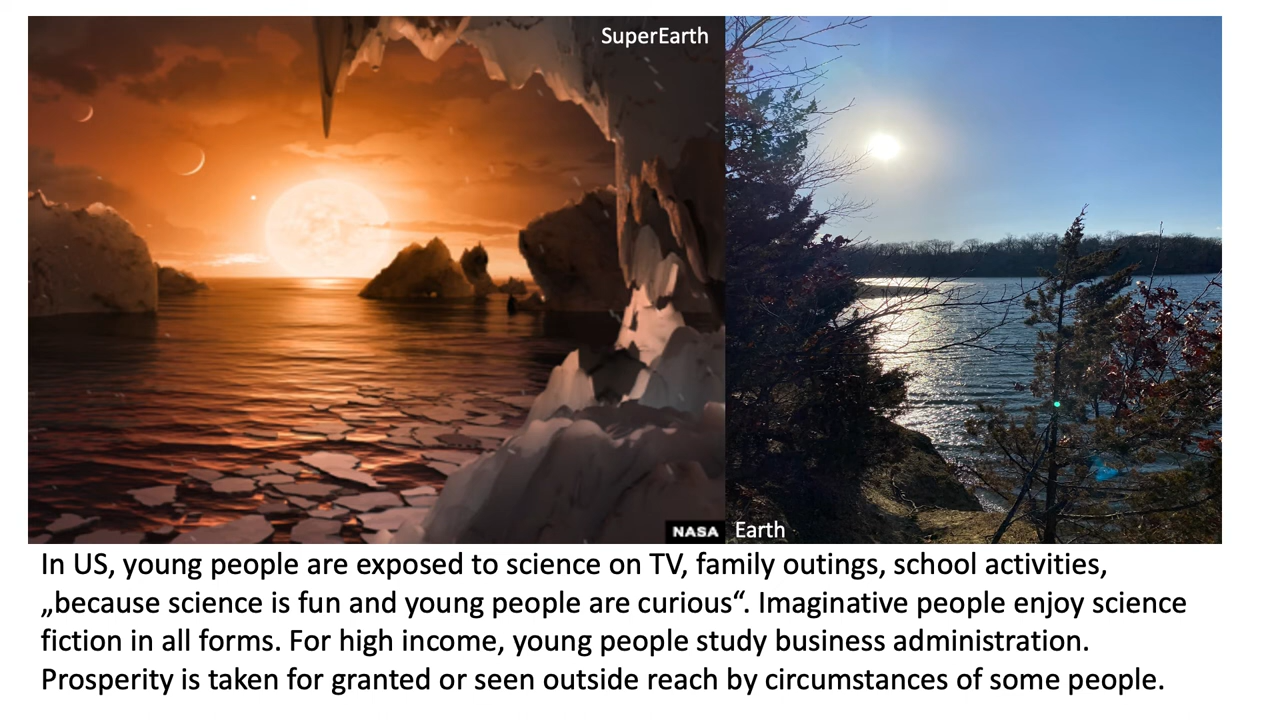 SuperEarth
NASA
Earth
In US, young people are exposed to science on TV, family outings, school activities,
„because science is fun and young people are curious“. Imaginative people enjoy science
fiction in all forms. For high income, young people study business administration.
Prosperity is taken for granted or seen outside reach by circumstances of some people.